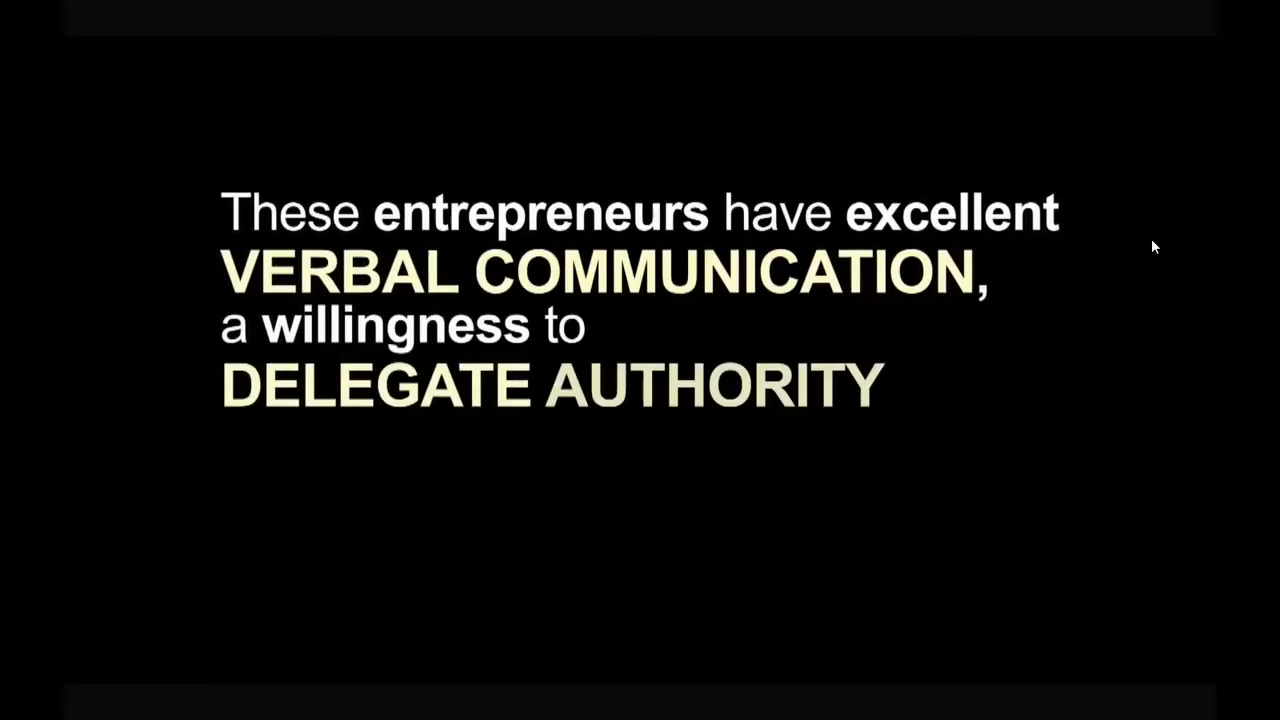 These entrepreneurs have excellent
VERBAL COMMUNICATION,
a willingness to
DELEGATE AUTHORITY